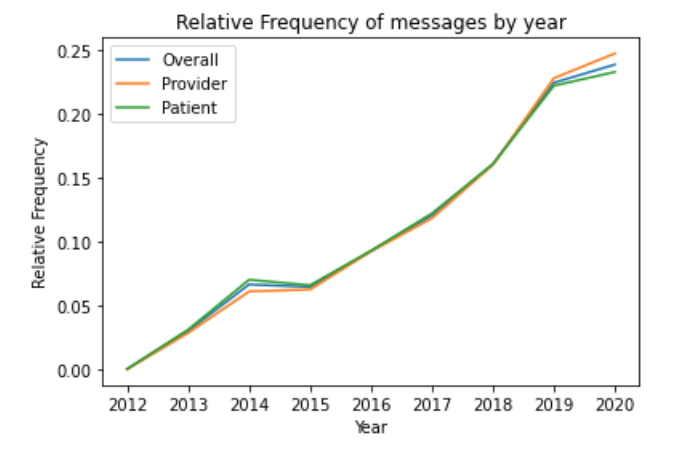 Relative Frequency of messages by year
Overall
Provider
Patient
Relative Frequency
0.25
0.20
0.15
0.10
0.05
0.00
2012 2013 2014 2015 2016 2017 2018 2019 2020
Year